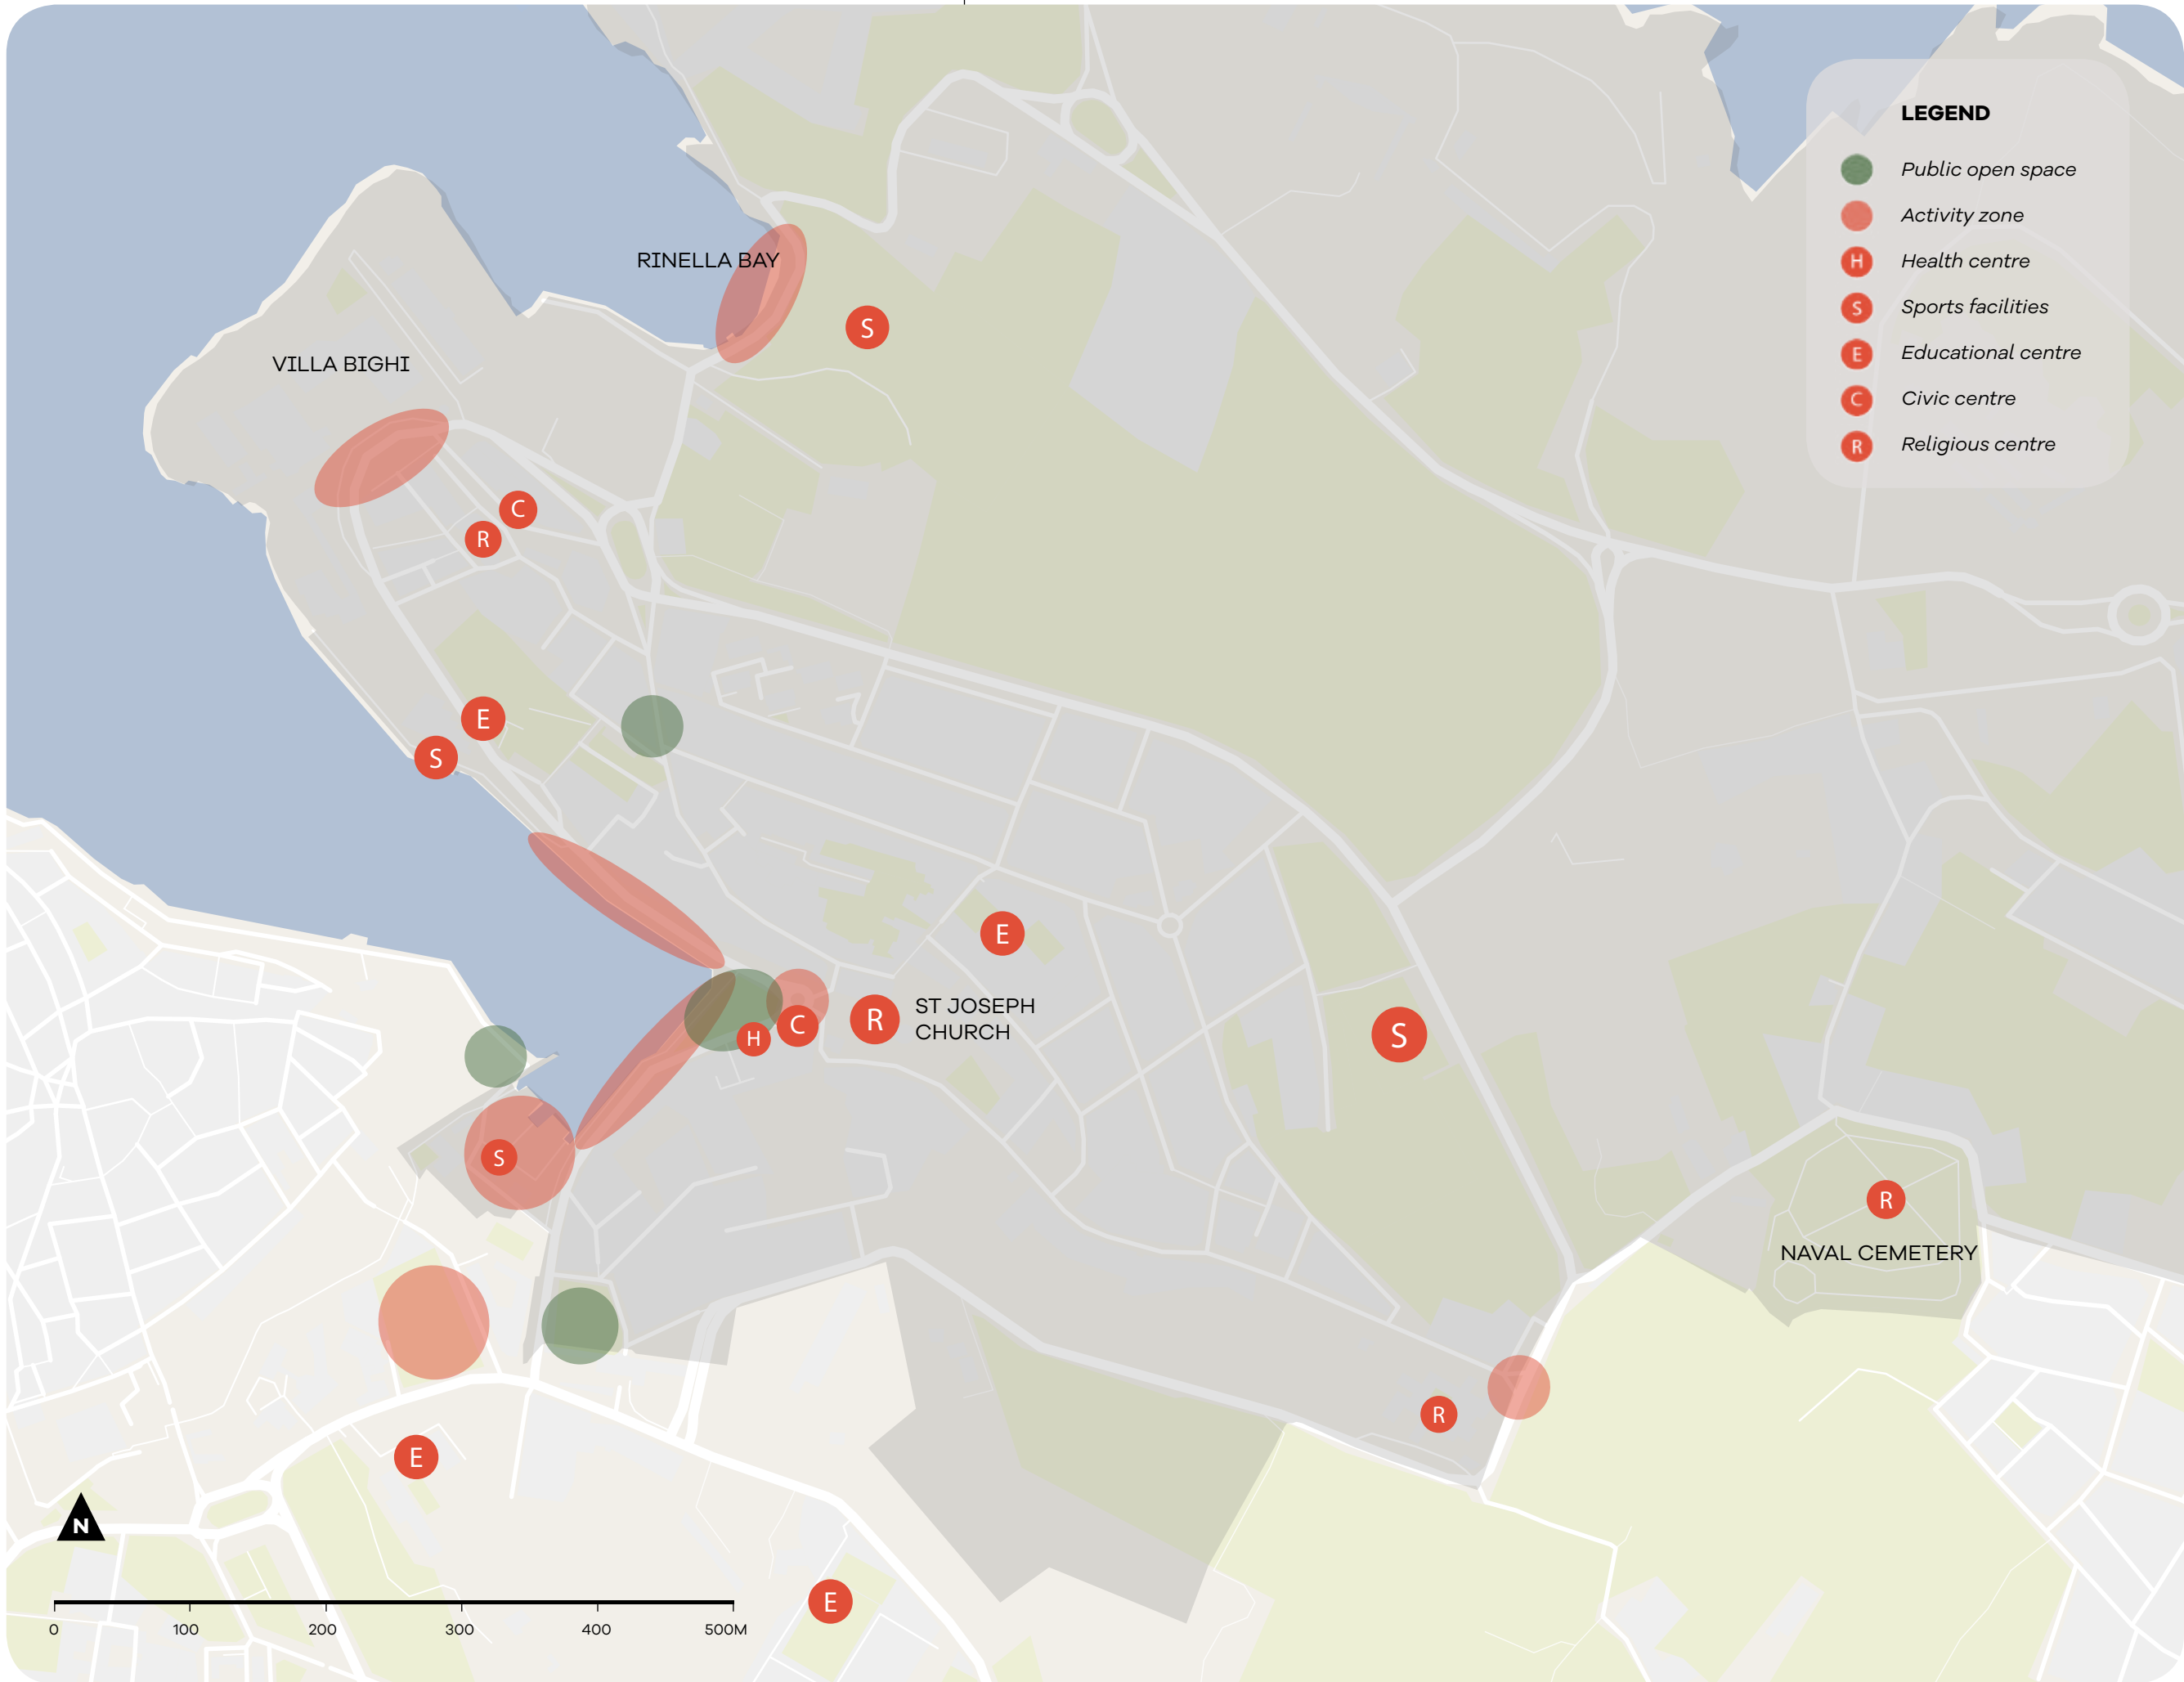 LEGEND
Public open space
Activity zone
H Health centre
S Sports facilities
E Educational centre
C Civic centre
R Religious centre
RINELLA BAY
S
VILLA BIGHI
C
R
E
S
E
ST JOSEPH
CHURCH
R
C
H
S
S
R
NAVAL CEMETERY
R
E
N
E
0 100 200 300 400 500M